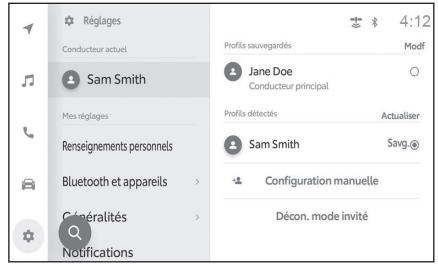 Réglages
4:12
Conducteur actuel
Sam Smith
Mes réglages
Renseignements personnels
Bluetooth et appareils
Généralités
Notifications
Profils sauvegardés
Modf
Jane Doe
Conducteur principal
Profils détectés
Actualiser
Sam Smith
Savg.
Configuration manuelle
Décon. mode invité